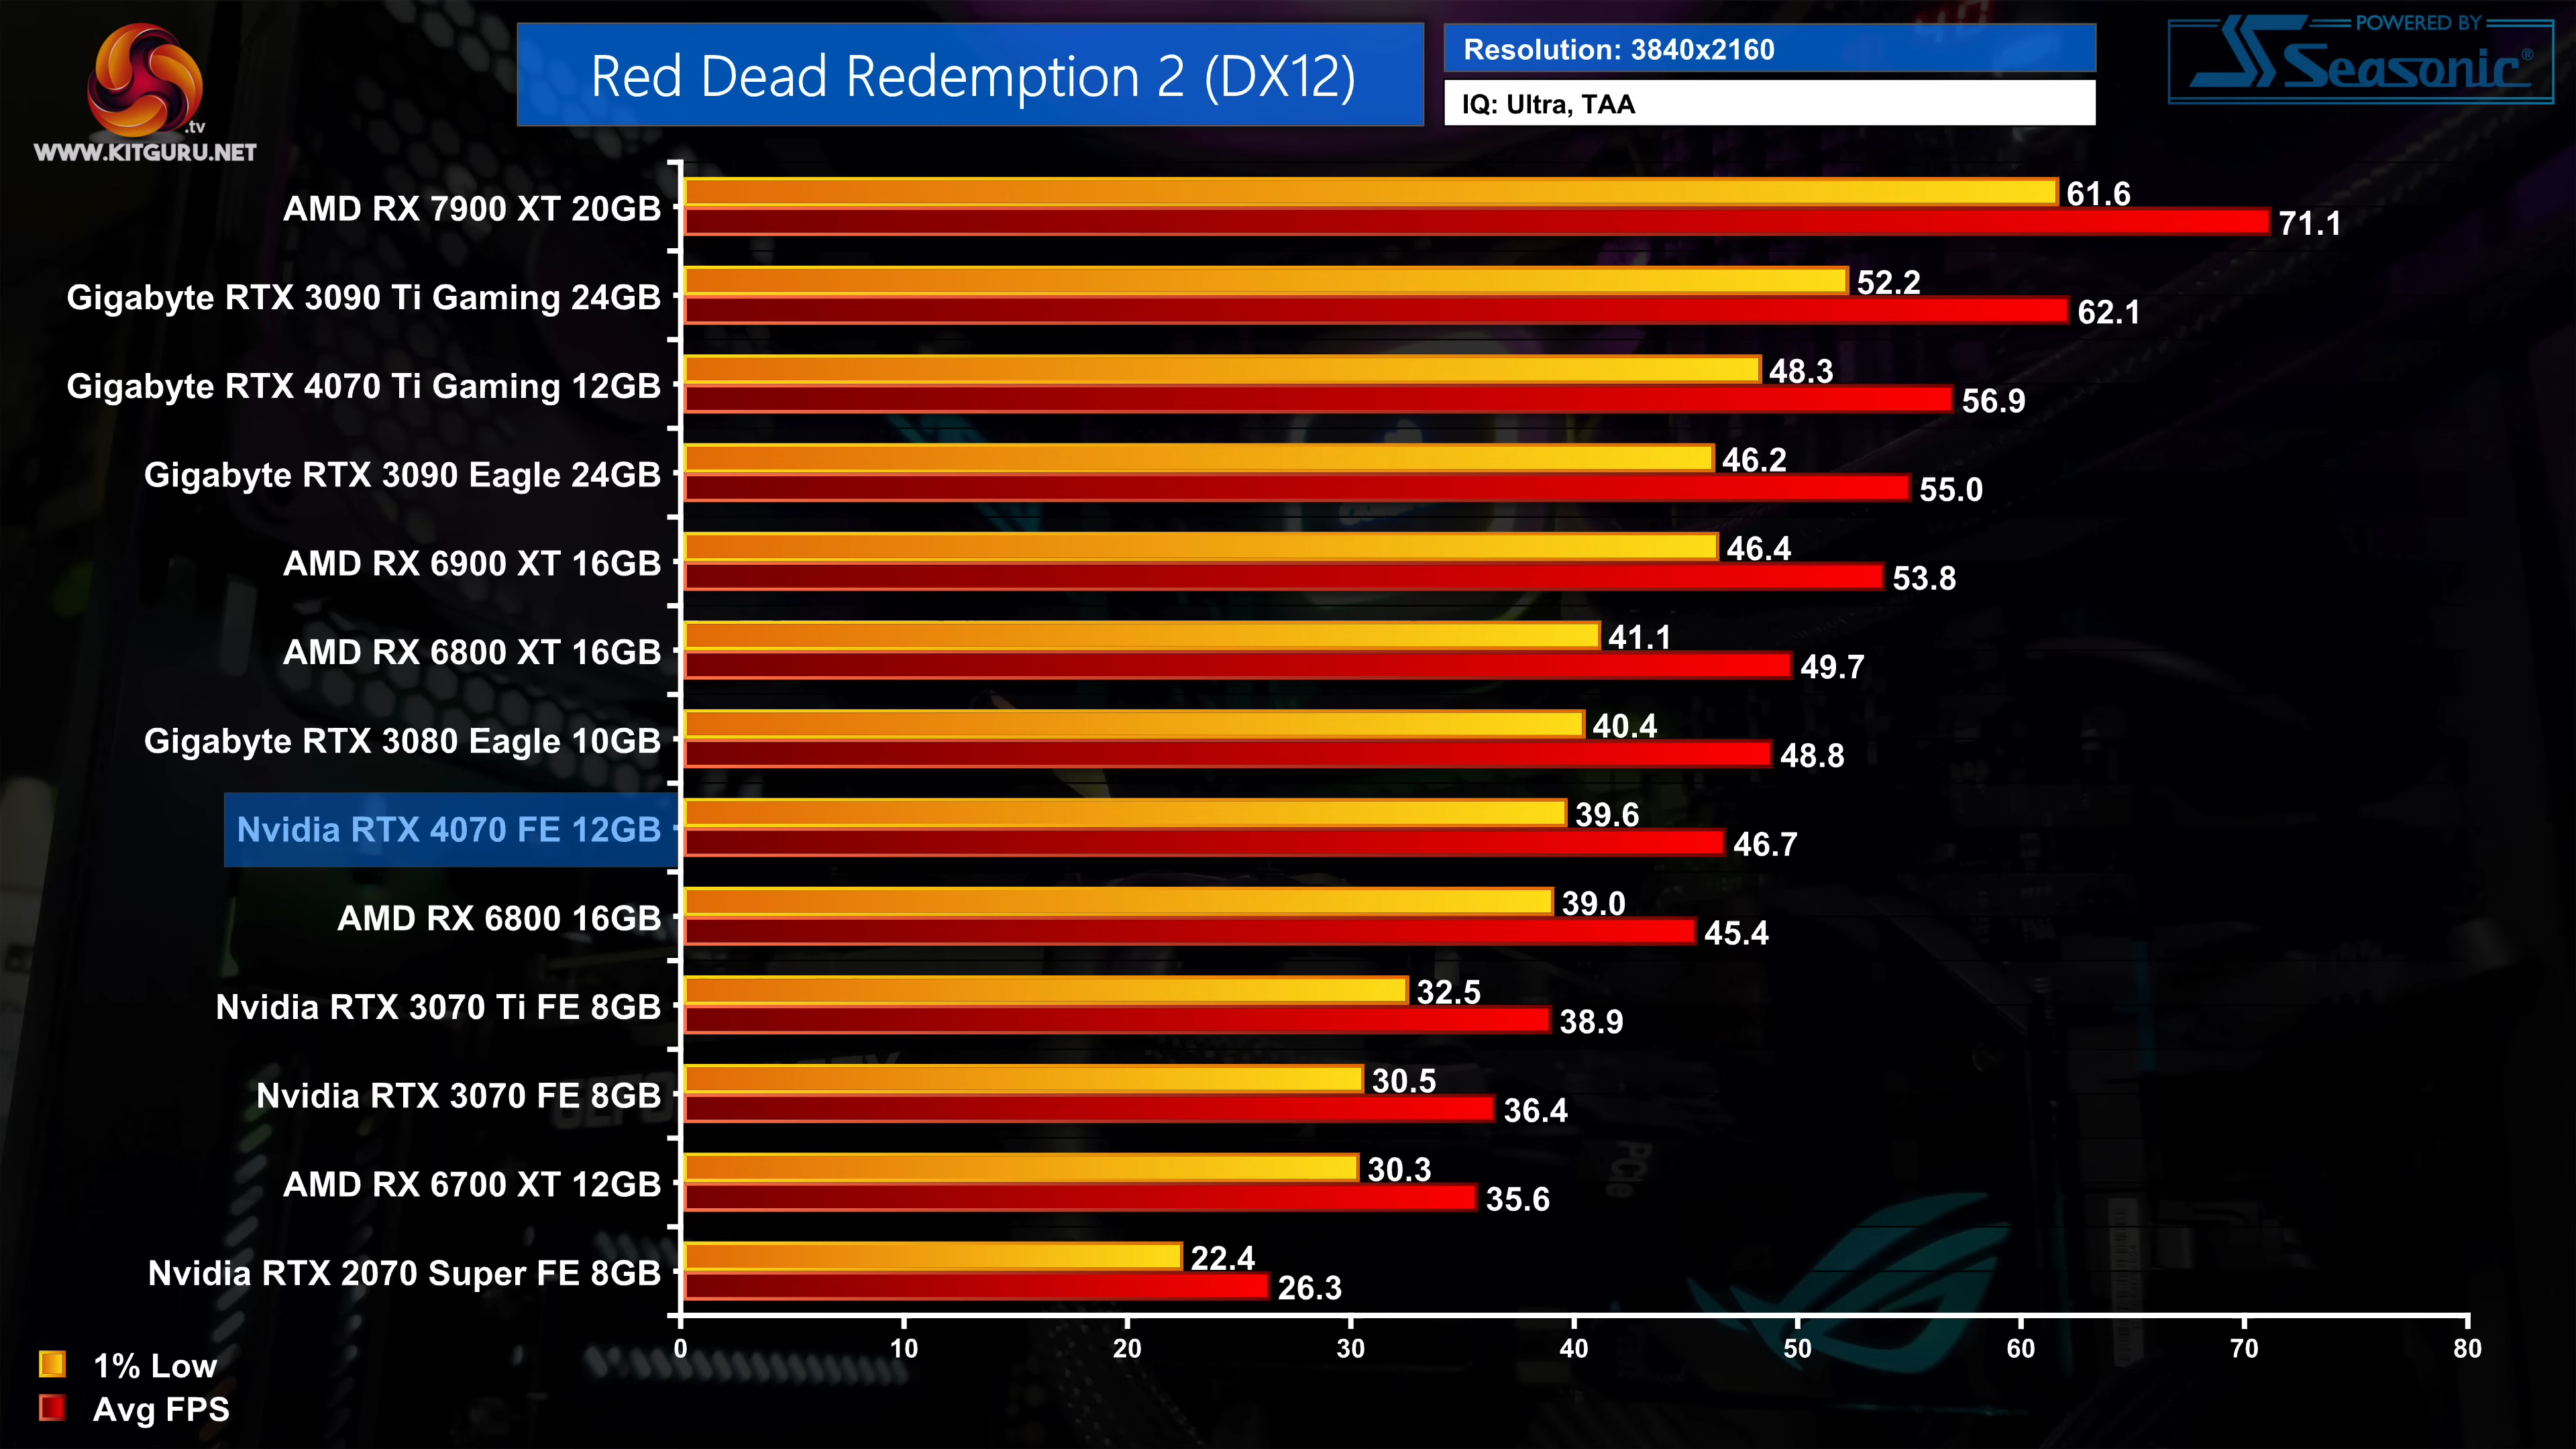 .tv
WWW.KITGURU.NET
Red Dead Redemption 2 (DX12)
Resolution: 3840x2160
IQ: Ultra, TAA
POWERED BY
Seasonic®
AMD RX 7900 XT 20GB
61.6
71.1
Gigabyte RTX 3090 Ti Gaming 24GB
52.2
62.1
Gigabyte RTX 4070 Ti Gaming 12GB
48.3
56.9
Gigabyte RTX 3090 Eagle 24GB
46.2
55.0
AMD RX 6900 XT 16GB
46.4
53.8
AMD RX 6800 XT 16GB
41.1
49.7
Gigabyte RTX 3080 Eagle 10GB
40.4
48.8
Nvidia RTX 4070 FE 12GB
39.6
46.7
AMD RX 6800 16GB
39.0
45.4
Nvidia RTX 3070 Ti FE 8GB
32.5
38.9
Nvidia RTX 3070 FE 8GB
30.5
36.4
AMD RX 6700 XT 12GB
30.3
35.6
Nvidia RTX 2070 Super FE 8GB
22.4
26.3
0 10 20 30 40 50 60 70 80
1% Low
Avg FPS
PCIe